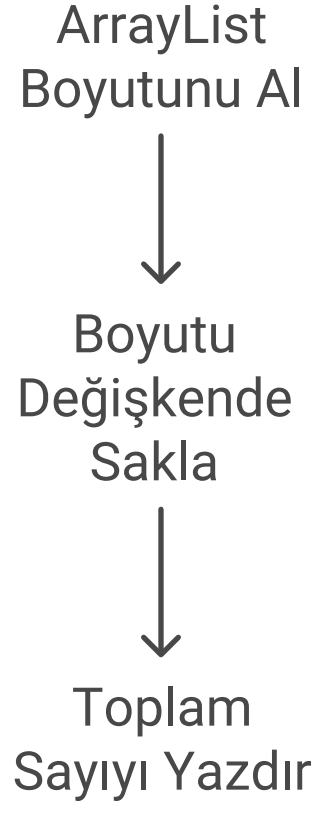 ArrayList
Boyutunu Al
Boyutu
Değişkende
Sakla
Toplam
Sayıyı Yazdır